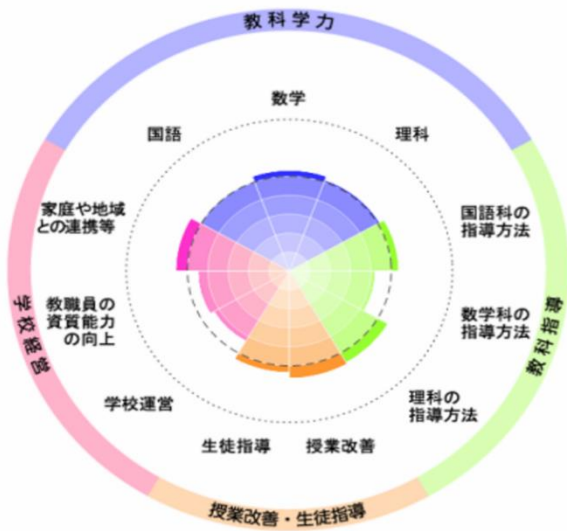 教科学力
数学
国語
理科
家庭や地域
との連携等
国語科の
指導方法
教職員の
資質能力
の向上
数学科の
指導方法
学校経営
教科指導
学校運営
理科の
指導方法
生徒指導
授業改善
授業改善・生徒指導